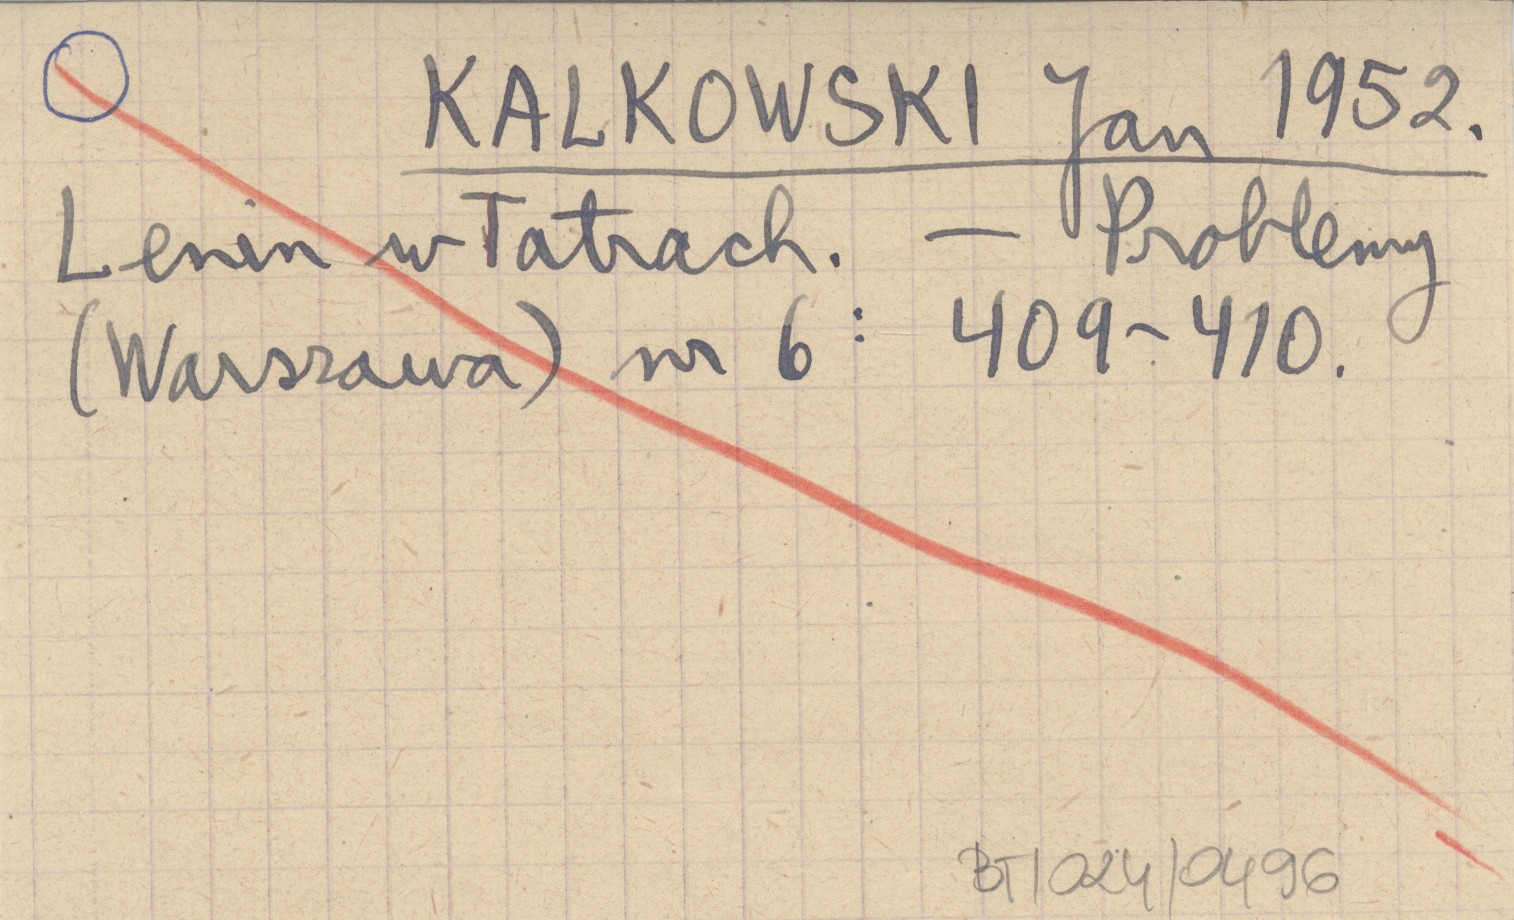 KALKOWSKI Jan 1952.
Lenin w Tatrach. — Problemy
(Warszawa) nr 6: 409-410.
BT/024/0496